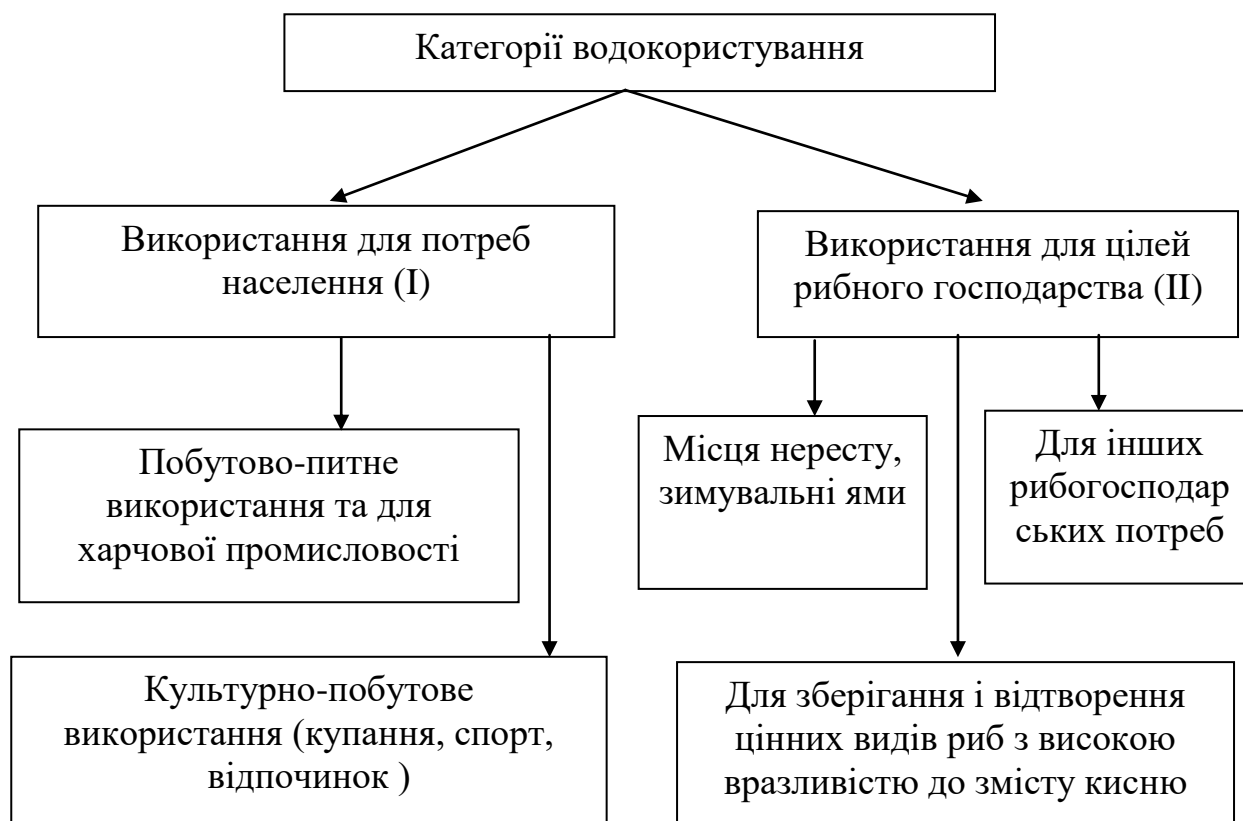 Категорії водокористування
Використання для потреб
населення (І)
Використання для цілей
рибного господарства (ІІ)
Побутово-питне
використання та для
харчової промисловості
Місця нересту,
зимувальні ями
Для інших
рибогосподар
ських потреб
Культурно-побутове
використання (купання, спорт,
відпочинок )
Для зберігання і відтворення
цінних видів риб з високою
вразливістю до змісту кисню